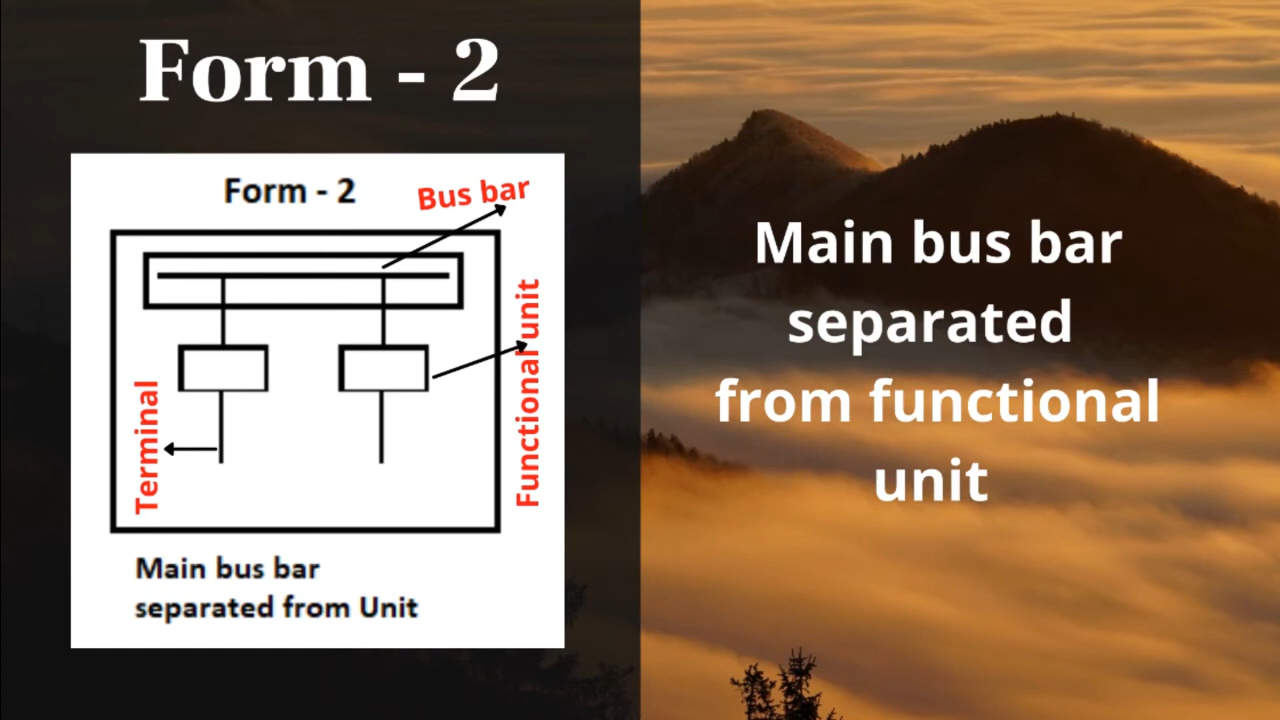 Form - 2
Form - 2
Bus bar
Functional unit
Terminal
Main bus bar
separated from Unit
Main bus bar
separated
from functional
unit